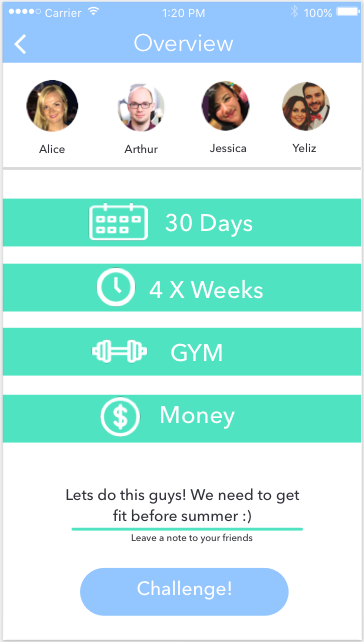 Carrier 1:20 PM 100%
Overview
Alice Arthur Jessica Yeliz
30 Days
4 X Weeks
GYM
$ Money
Lets do this guys! We need to get
fit before summer :)
Leave a note to your friends
Challenge!